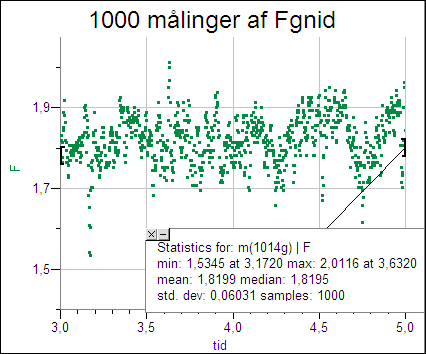 1000 målinger af Fgnid
F
1,9
1,7
1,5
Statistics for: m(1014g) | F
min: 1,5345 at 3,1720 max: 2,0116 at 3,6320
mean: 1,8199 median: 1,8195
std. dev: 0,06031 samples: 1000
3,0 3,5 4,0 4,5 5,0
tid